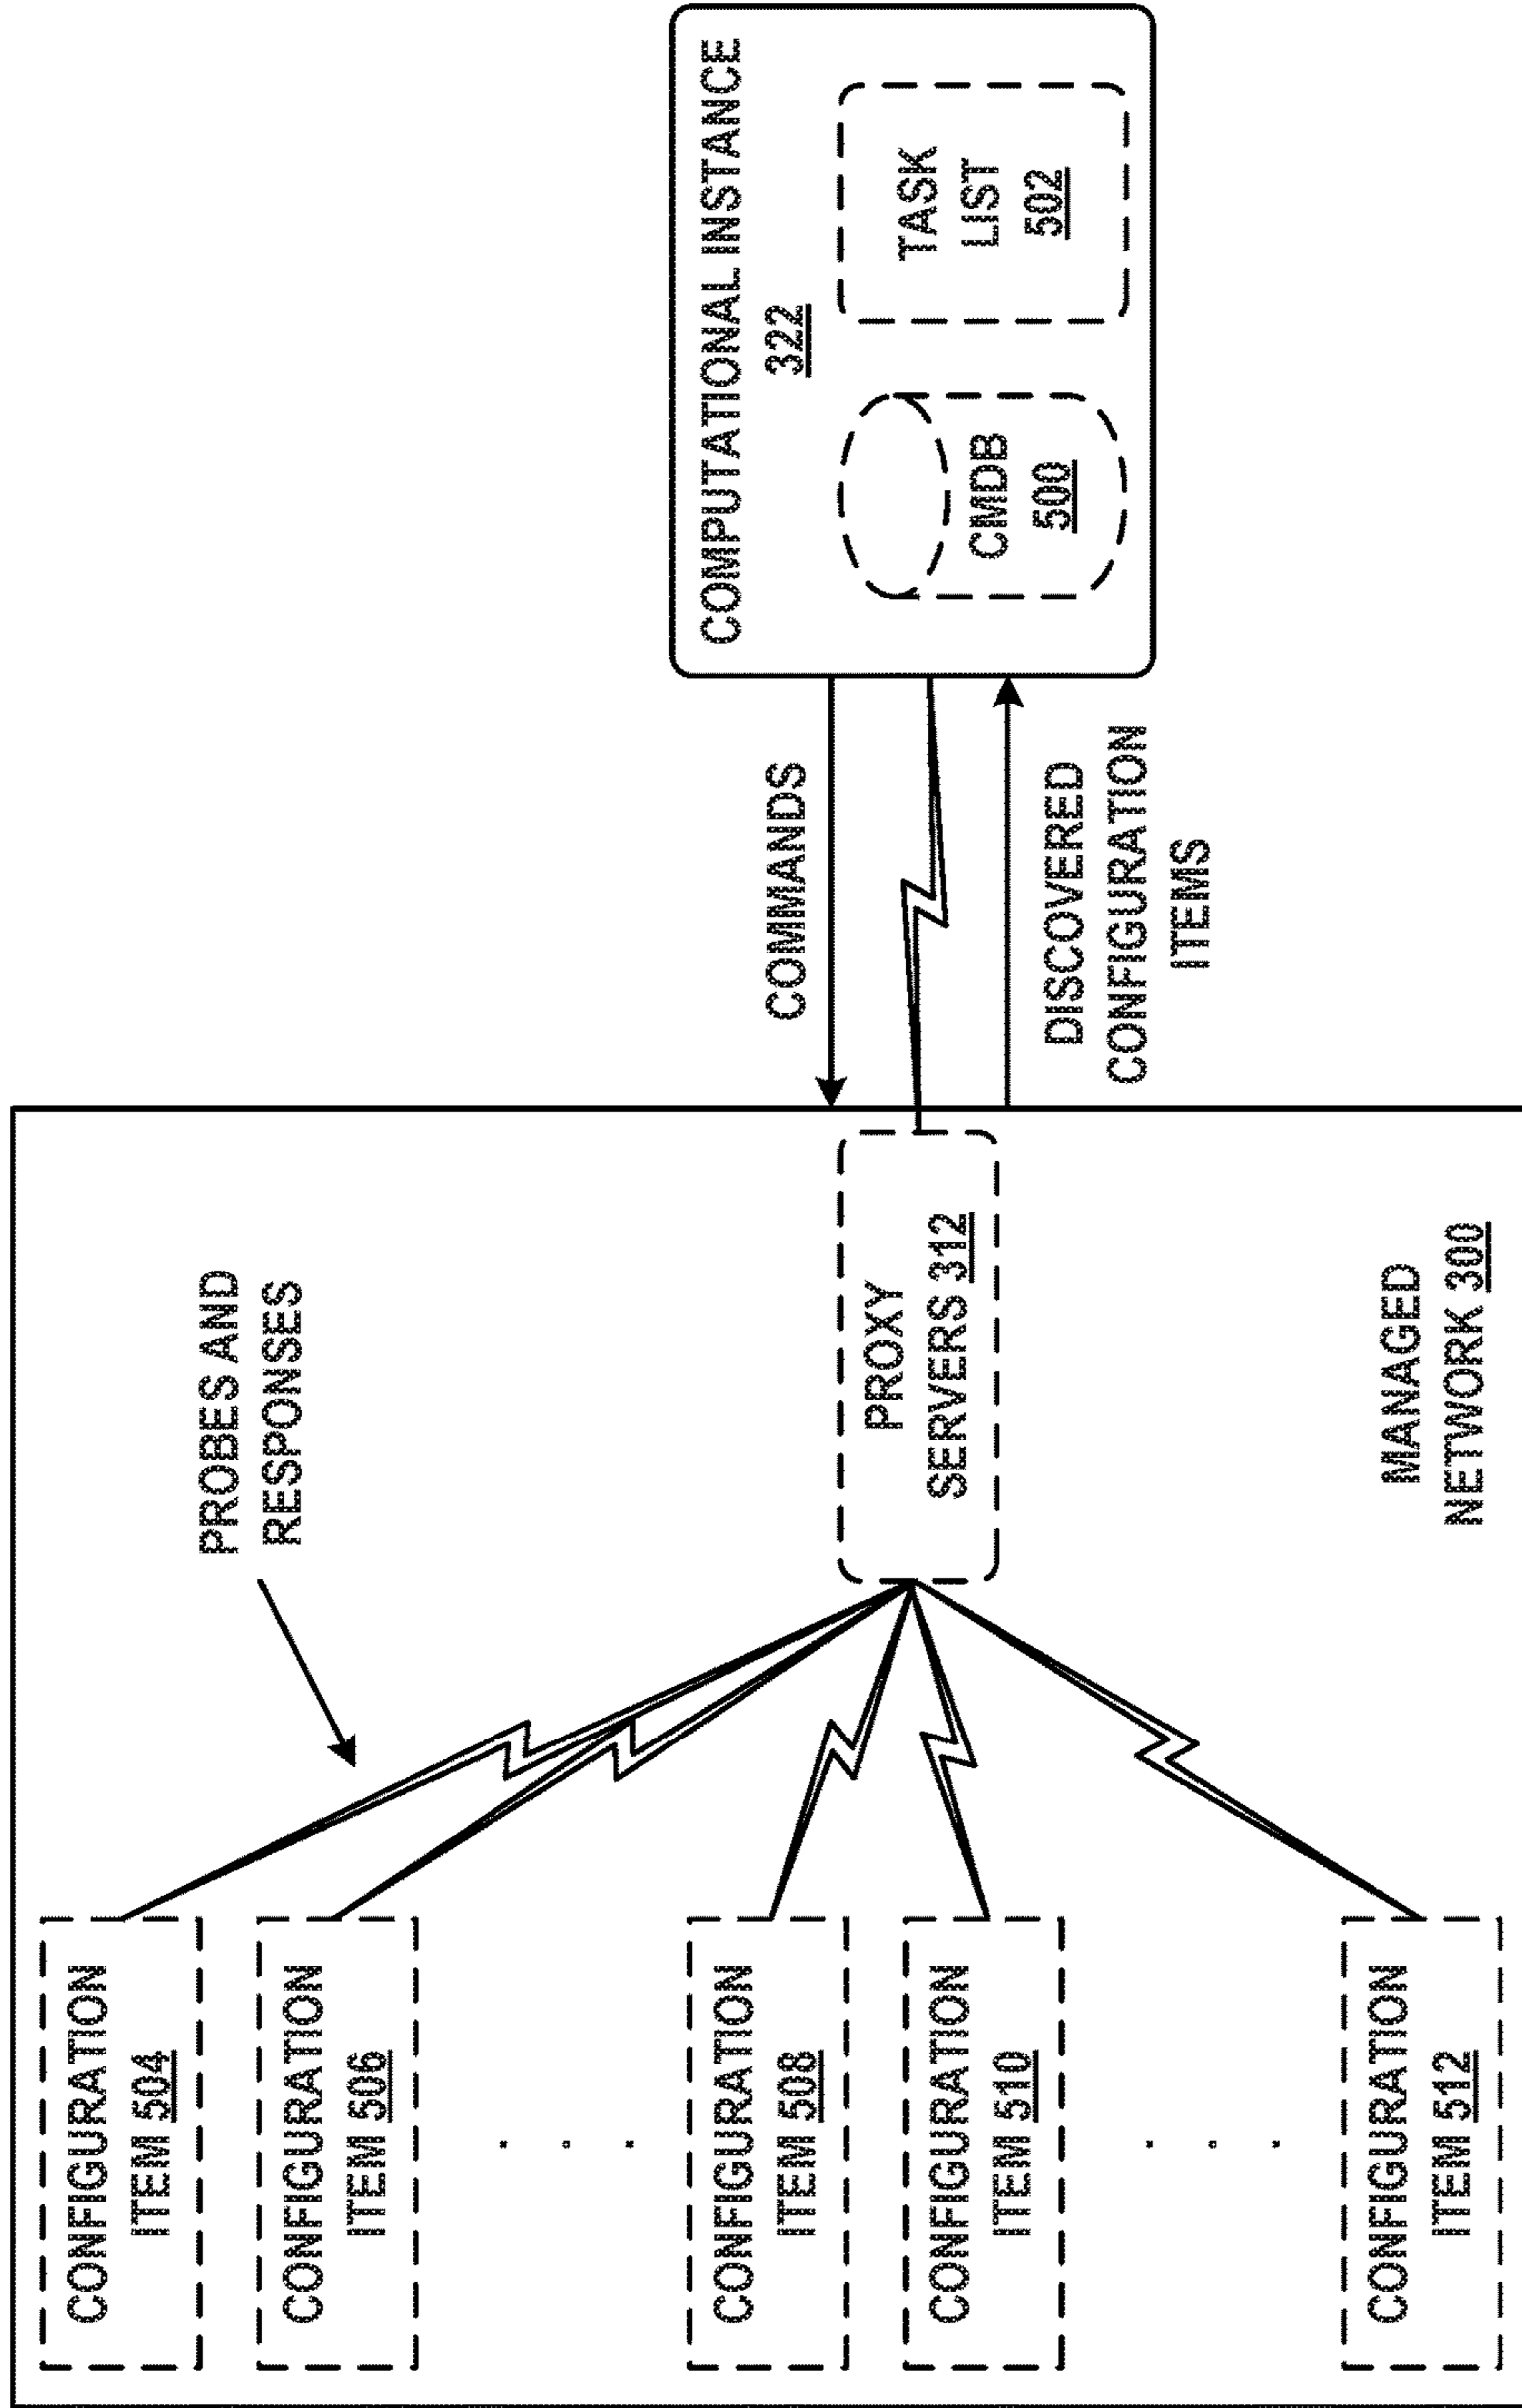 COMPUTATIONAL INSTANCE
322
CMDB
500
TASK
LIST
502
COMMANDS
DISCOVERED
CONFIGURATION
ITEMS
PROBES AND
RESPONSES
PROXY
SERVERS 312
MANAGED
NETWORK 300
CONFIGURATION
ITEM 504
CONFIGURATION
ITEM 506
CONFIGURATION
ITEM 508
CONFIGURATION
ITEM 510
CONFIGURATION
ITEM 512